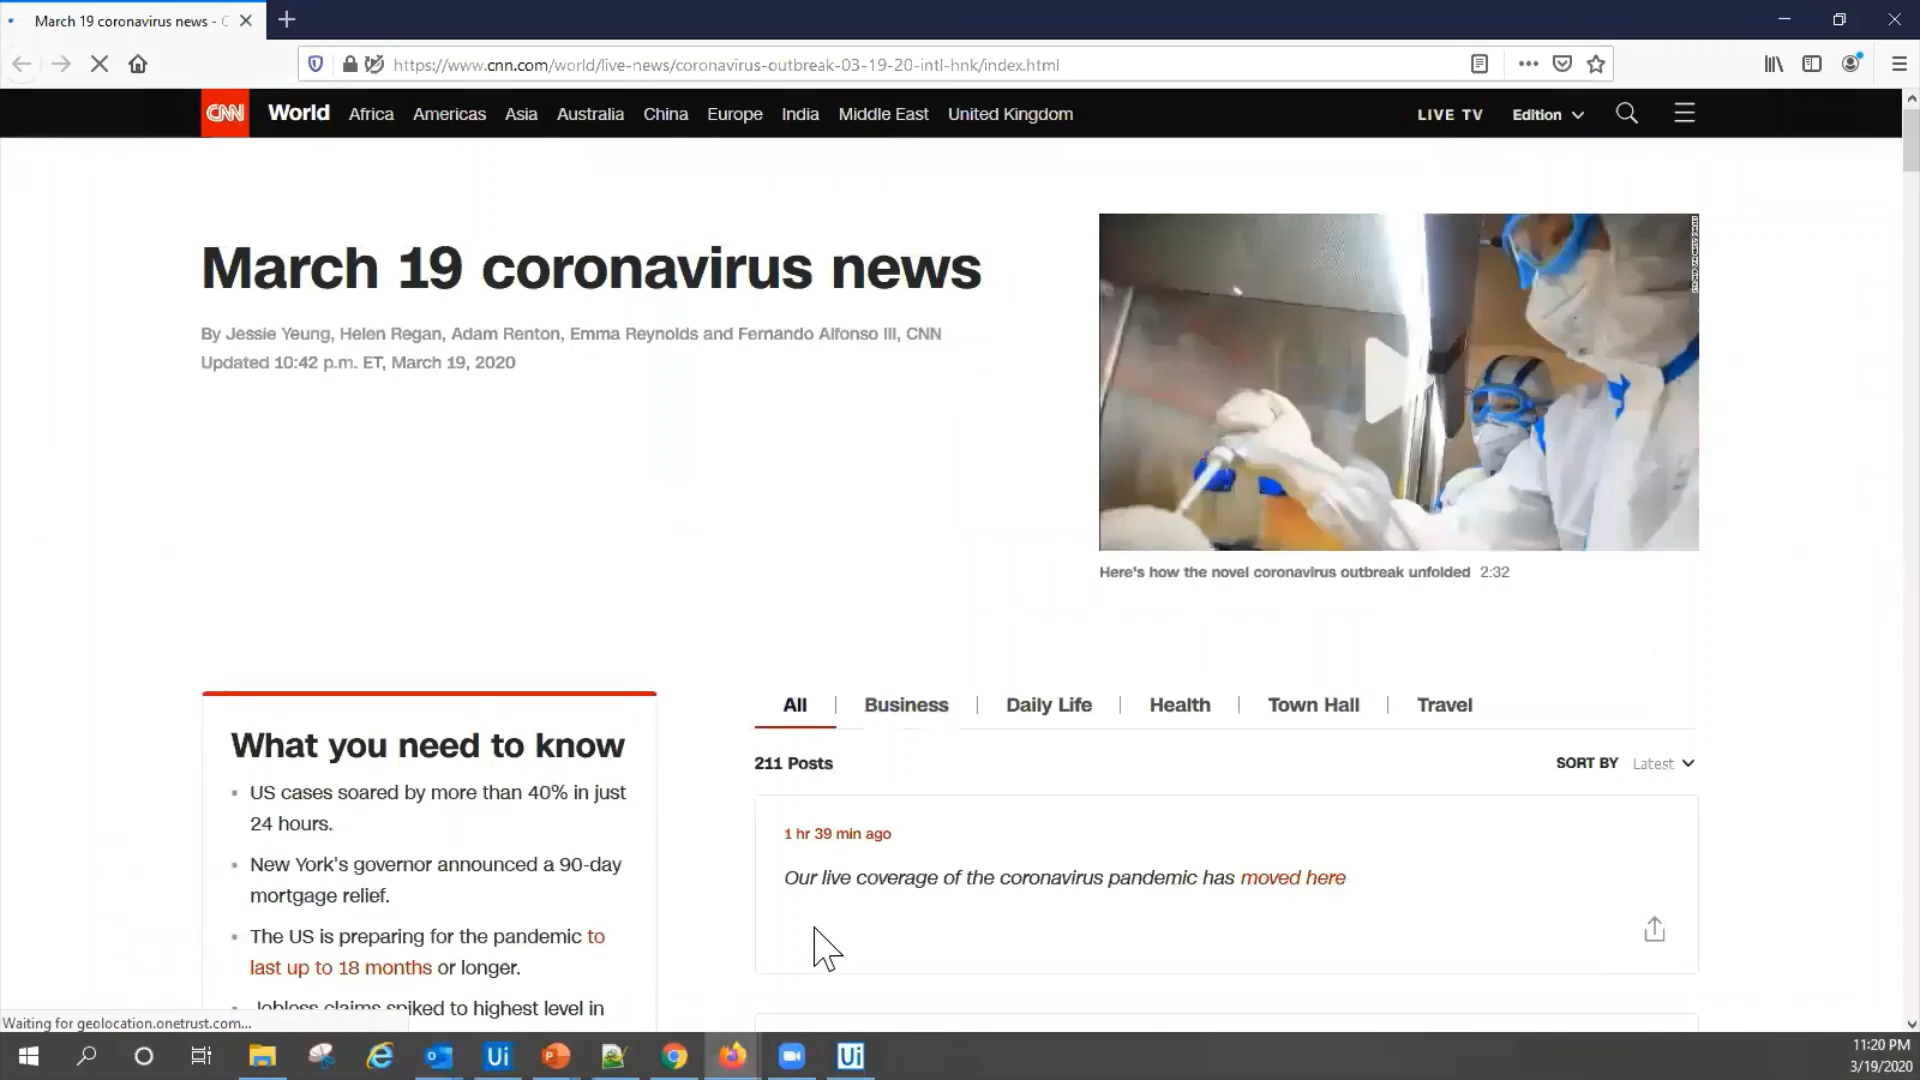 March 19 coronavirus news - C
https://www.cnn.com/world/live-news/coronavirus-outbreak-03-19-20-intl-hnk/index.html
CNN World Africa Americas Asia Australia China Europe India Middle East United Kingdom LIVE TV Edition
March 19 coronavirus news
By Jessie Yeung, Helen Regan, Adam Renton, Emma Reynolds and Fernando Alfonso III, CNN
Updated 10:42 p.m. ET, March 19, 2020
Here's how the novel coronavirus outbreak unfolded 2:32
All | Business | Daily Life | Health | Town Hall | Travel
211 Posts
SORT BY Latest
What you need to know
US cases soared by more than 40% in just
24 hours.
New York's governor announced a 90-day
mortgage relief.
The US is preparing for the pandemic to
last up to 18 months or longer.
Jobless claims spiked to highest level in
1 hr 39 min ago
Our live coverage of the coronavirus pandemic has moved here
Waiting for geolocation.onetrust.com...
Ui
Ui
11:20 PM
3/19/2020